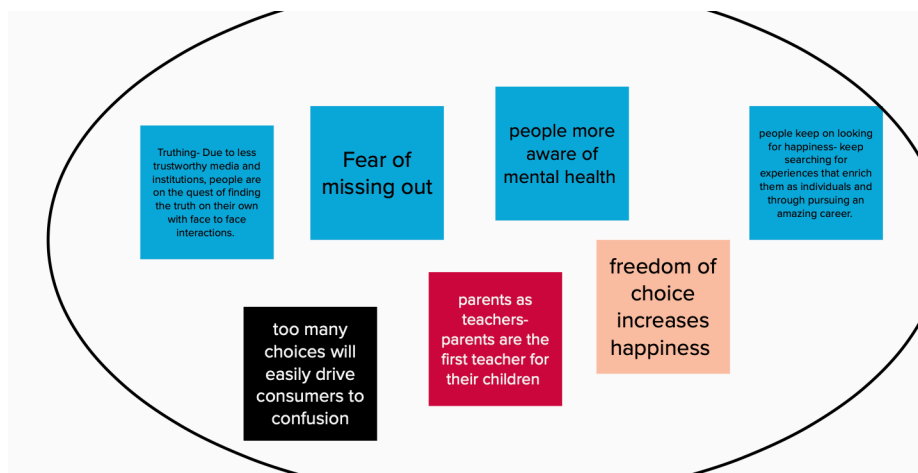 Truthing- Due to less
trustworthy media and
institutions, people are
on the quest of finding
the truth on their own
with face to face
interactions.
Fear of
missing out
people more
aware of
mental health
people keep on looking
for happiness- keep
searching for
experiences that enrich
them as individuals and
through pursuing an
amazing career.
too many
choices will
easily drive
consumers to
confusion
parents as
teachers-
parents are the
first teacher for
their children
freedom of
choice
increases
happiness